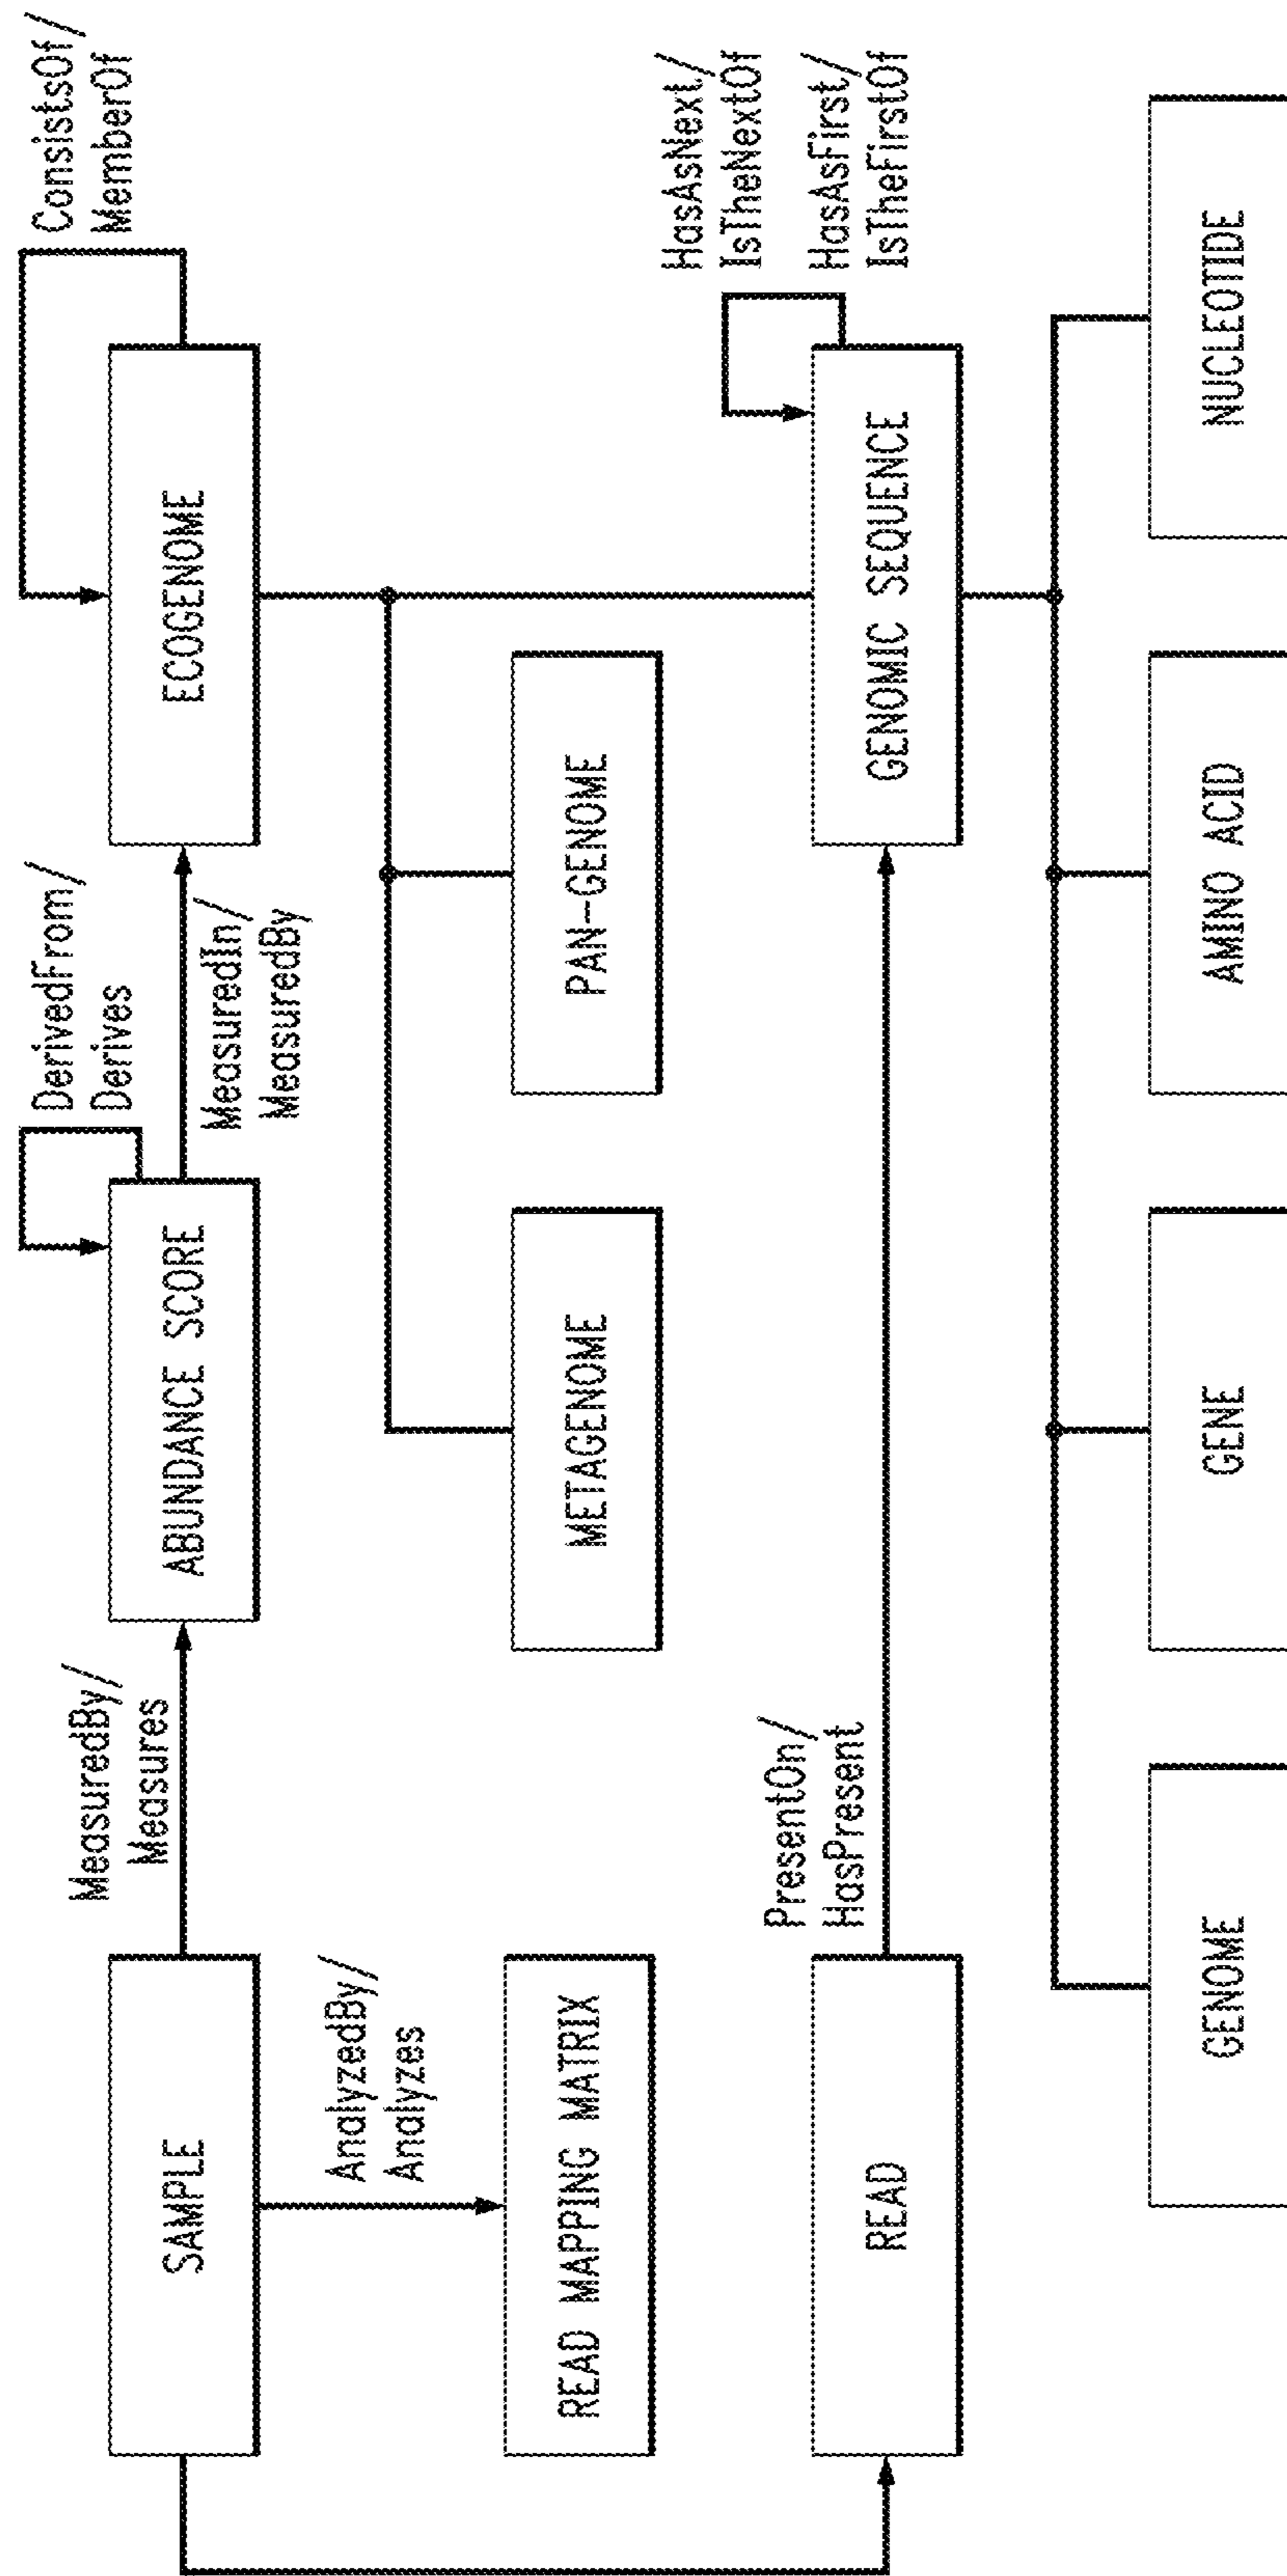 ConsistsOf/
MemberOf
DerivedFrom/
Derives
MeasuredBy/
Measures
SAMPLE
ABUNDANCE SCORE
ECOGENOME
MeasuredIn/
MeasuredBy
AnalyzedBy/
Analyzes
READ MAPPING MATRIX
METAGENOME
PAN-GENOME
HasAsNext/
IsTheNextOf
HasAsFirst/
IsTheFirstOf
PresentOn/
HasPresent
READ
GENOMIC SEQUENCE
GENOME
GENE
AMINO ACID
NUCLEOTIDE